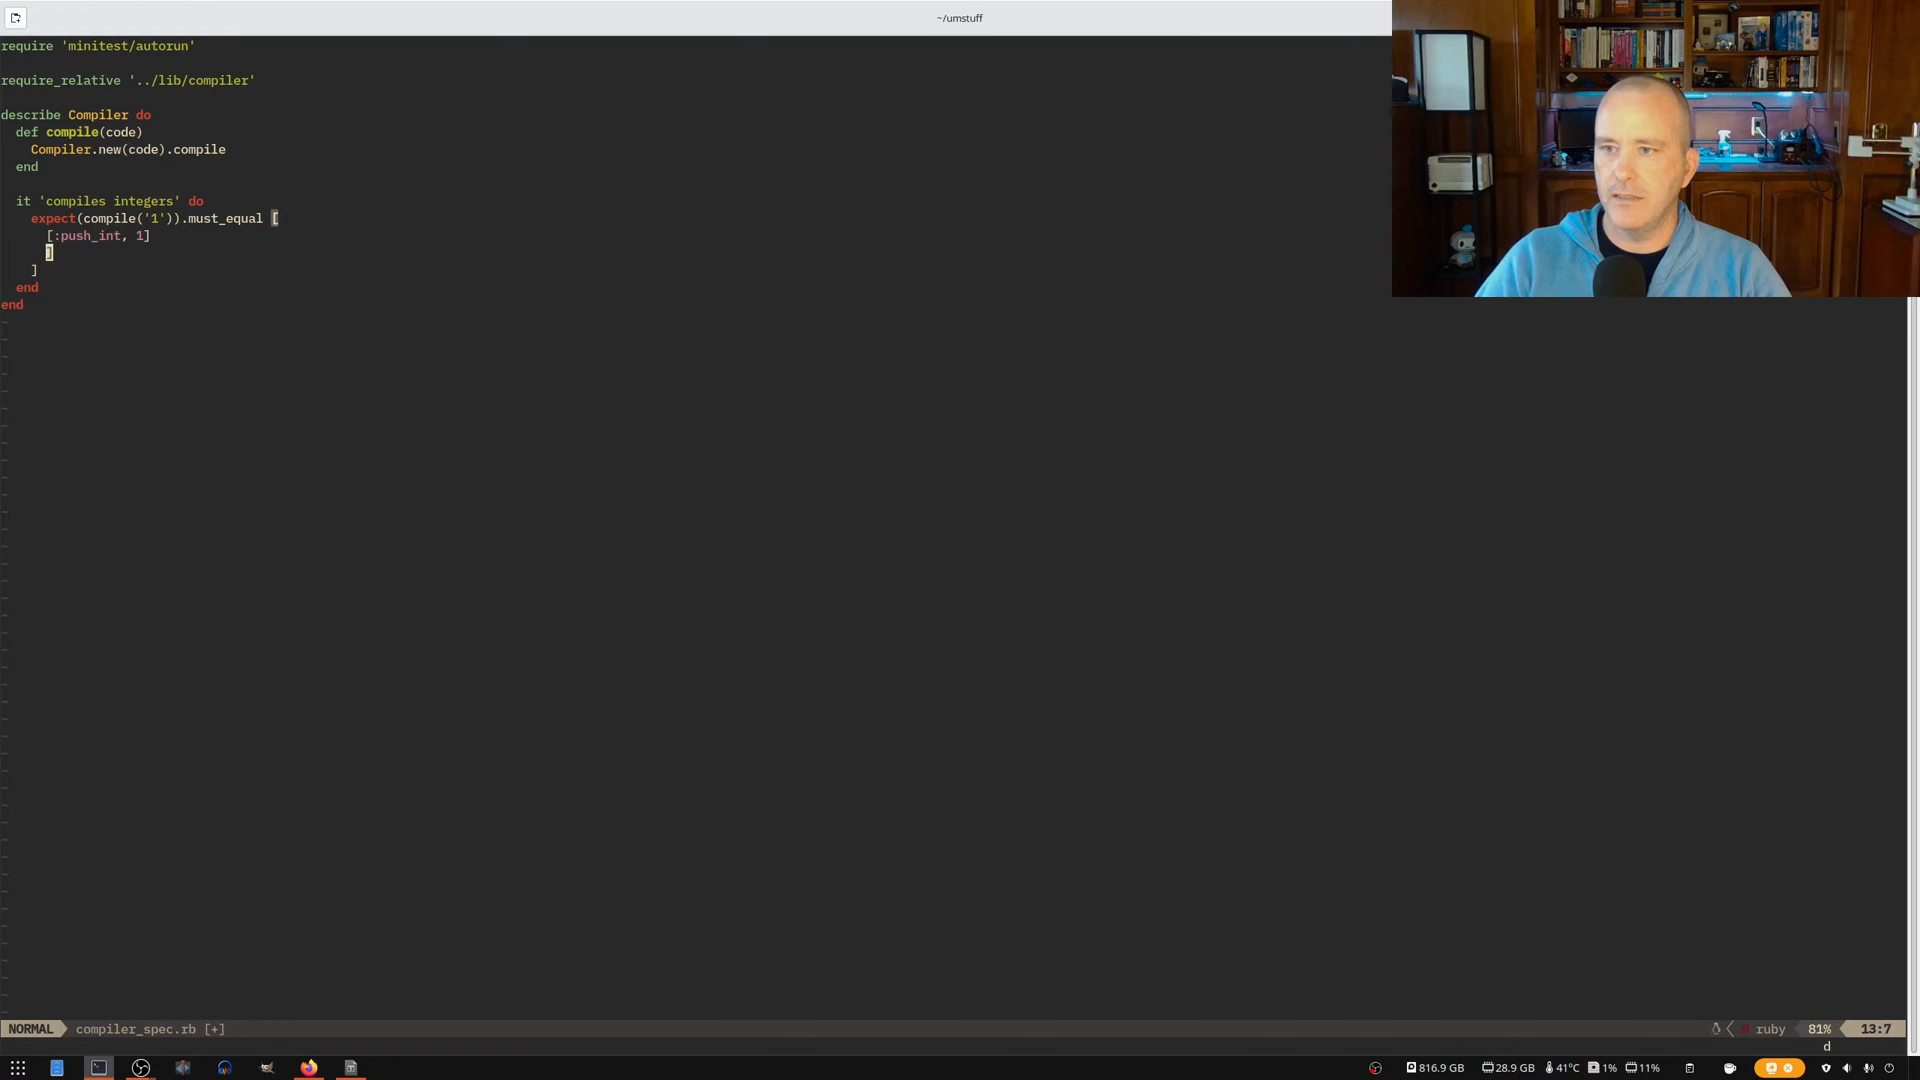 ~/umstuff
require 'minitest/autorun'
require_relative '../lib/compiler'
describe Compiler do
def compile(code)
Compiler.new(code).compile
end
it 'compiles integers' do
expect(compile('1')).must_equal [
[:push_int, 1]
]
]
end
end
NORMAL compiler_spec.rb [+] ruby 81% 13:7
d
816.9 GB 28.9 GB 41°C 1% 11%